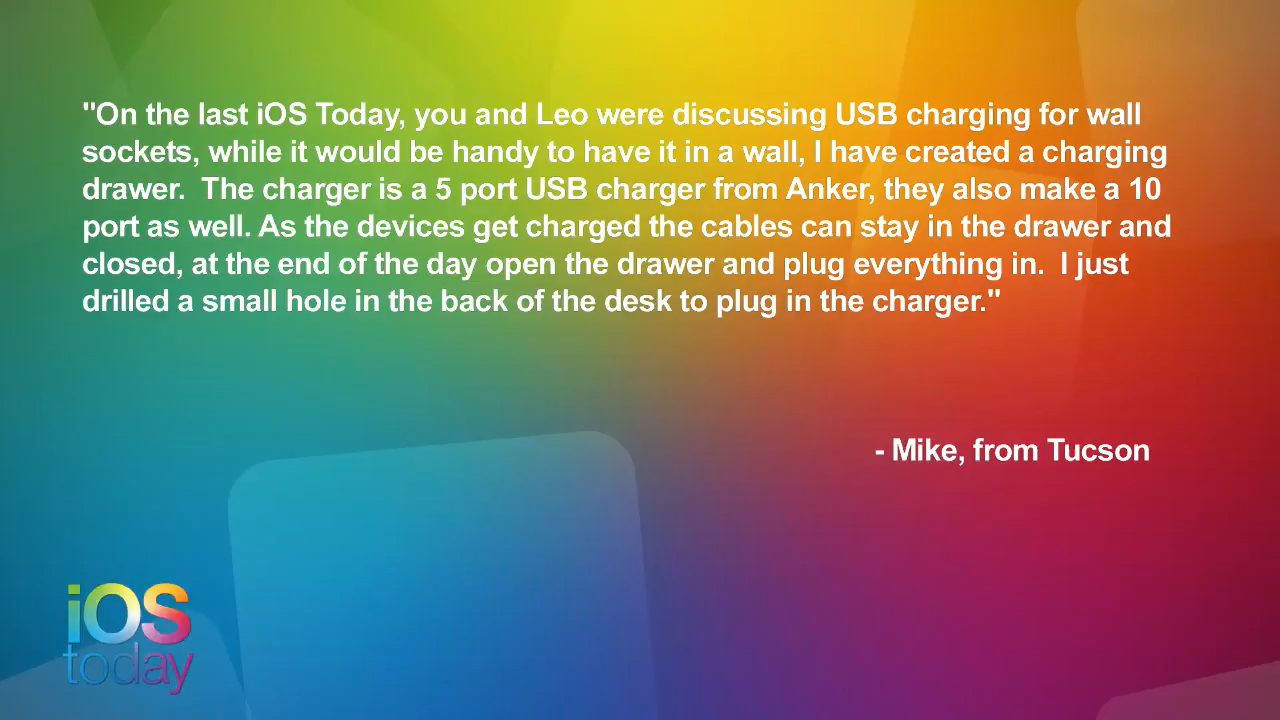 "On the last iOS Today, you and Leo were discussing USB charging for wall
sockets, while it would be handy to have it in a wall, I have created a charging
drawer.  The charger is a 5 port USB charger from Anker, they also make a 10
port as well. As the devices get charged the cables can stay in the drawer and
closed, at the end of the day open the drawer and plug everything in.  I just
drilled a small hole in the back of the desk to plug in the charger."
- Mike, from Tucson
iOS
today